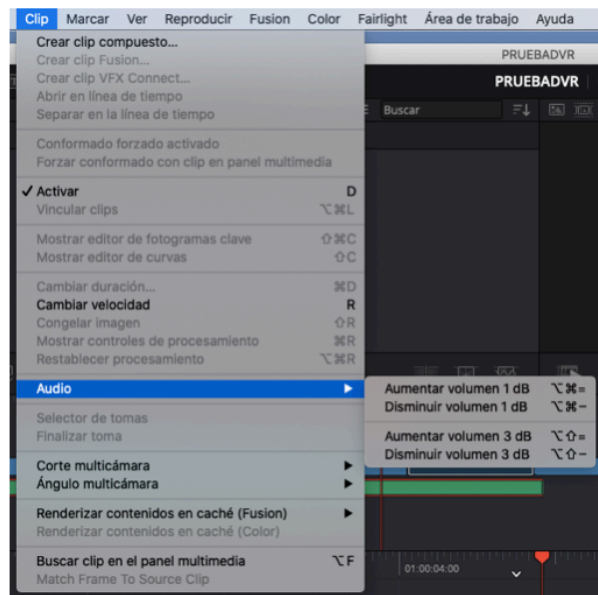 Clip Marcar Ver Reproducir Fusion Color Fairlight Área de trabajo Ayuda
Crear clip compuesto...
PRUEBADVR
Crear clip Fusion...
Crear clip VFX Connect...
PRUEBADVR
Abrir en línea de tiempo
Separar en la línea de tiempo
Buscar
Conformado forzado activado
Forzar conformado con clip en panel multimedia
✓ Activar D
Vincular clips ⌥⌘L
Mostrar editor de fotogramas clave ⇧⌘C
Mostrar editor de curvas ⇧C
Cambiar duración... ⌘D
Cambiar velocidad R
Congelar imagen ⇧R
Mostrar controles de procesamiento ⌘R
Restablecer procesamiento ⌥⌘R
Audio ▶
Aumentar volumen 1 dB ⌥⌘=
Disminuir volumen 1 dB ⌥⌘−
Aumentar volumen 3 dB ⌥⇧=
Disminuir volumen 3 dB ⌥⇧−
Selector de tomas
Finalizar toma
Corte multicámara ▶
Ángulo multicámara ▶
Renderizar contenidos en caché (Fusion) ▶
Renderizar contenidos en caché (Color)
Buscar clip en el panel multimedia ⌥F
01:00:04:00
Match Frame To Source Clip